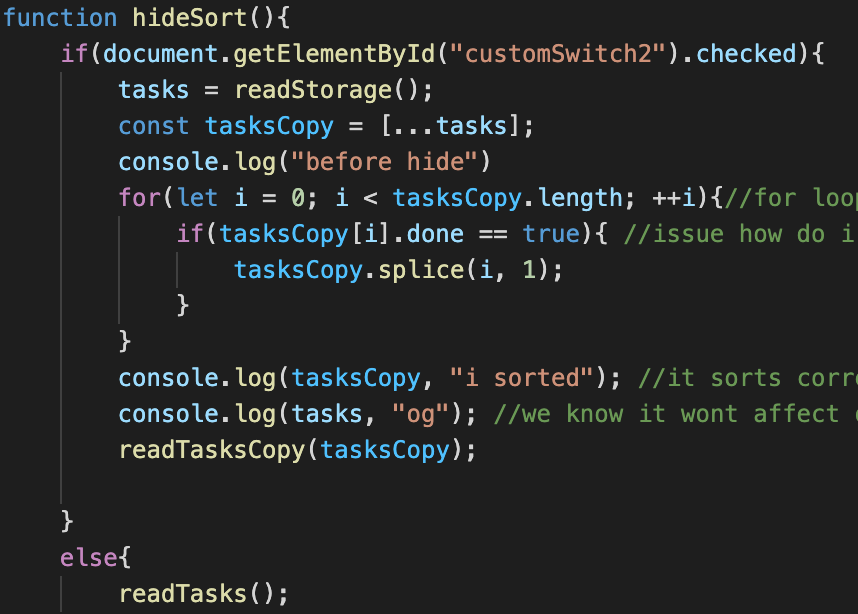 function hideSort(){
    if(document.getElementById("customSwitch2").checked){
        tasks = readStorage();
        const tasksCopy = [...tasks];
        console.log("before hide")
        for(let i = 0; i < tasksCopy.length; ++i){//for loop
            if(tasksCopy[i].done == true){ //issue how do i
                tasksCopy.splice(i, 1);
            }
        }
        console.log(tasksCopy, "i sorted"); //it sorts corre
        console.log(tasks, "og"); //we know it wont affect
        readTasksCopy(tasksCopy);
    }
    else{
        readTasks();